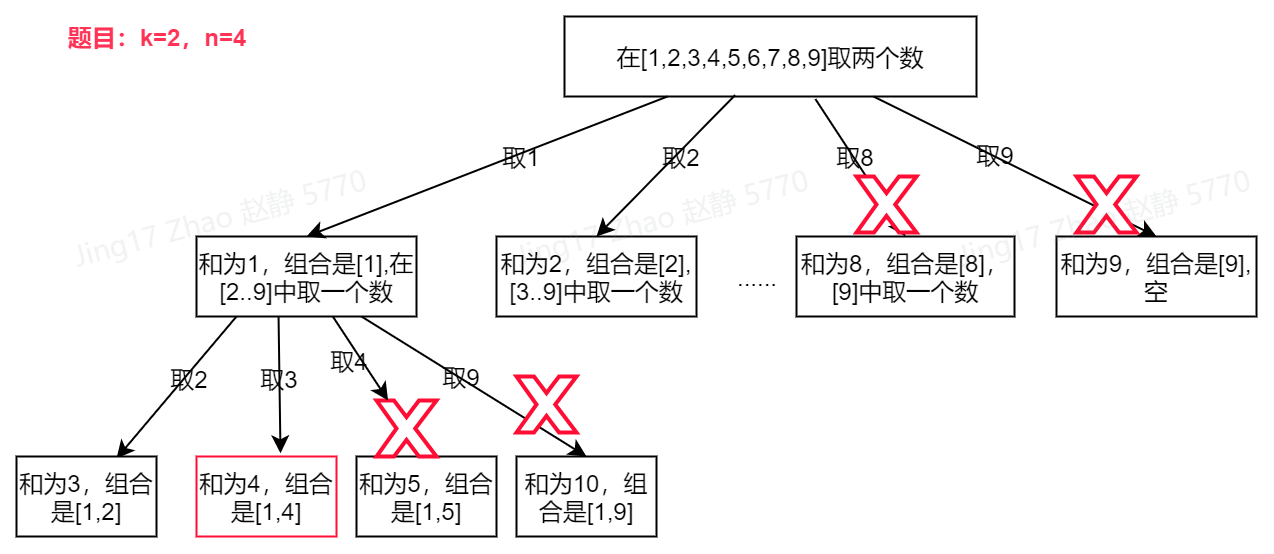 题目：k=2，n=4
在[1,2,3,4,5,6,7,8,9]取两个数
取1
取2
取8
取9
Jing17 Zhao 赵静 5770
Jing17 Zhao 赵静 5770
Jing17 Zhao 赵静 5770
和为1，组合是[1],在
[2..9]中取一个数
和为2，组合是[2],
[3..9]中取一个数
......
和为8，组合是[8]，
[9]中取一个数
和为9，组合是[9],
空
取2
取3
取4
取9
和为3，组合
是[1,2]
和为4，组合
是[1,4]
和为5，组合
是[1,5]
和为10，组
合是[1,9]